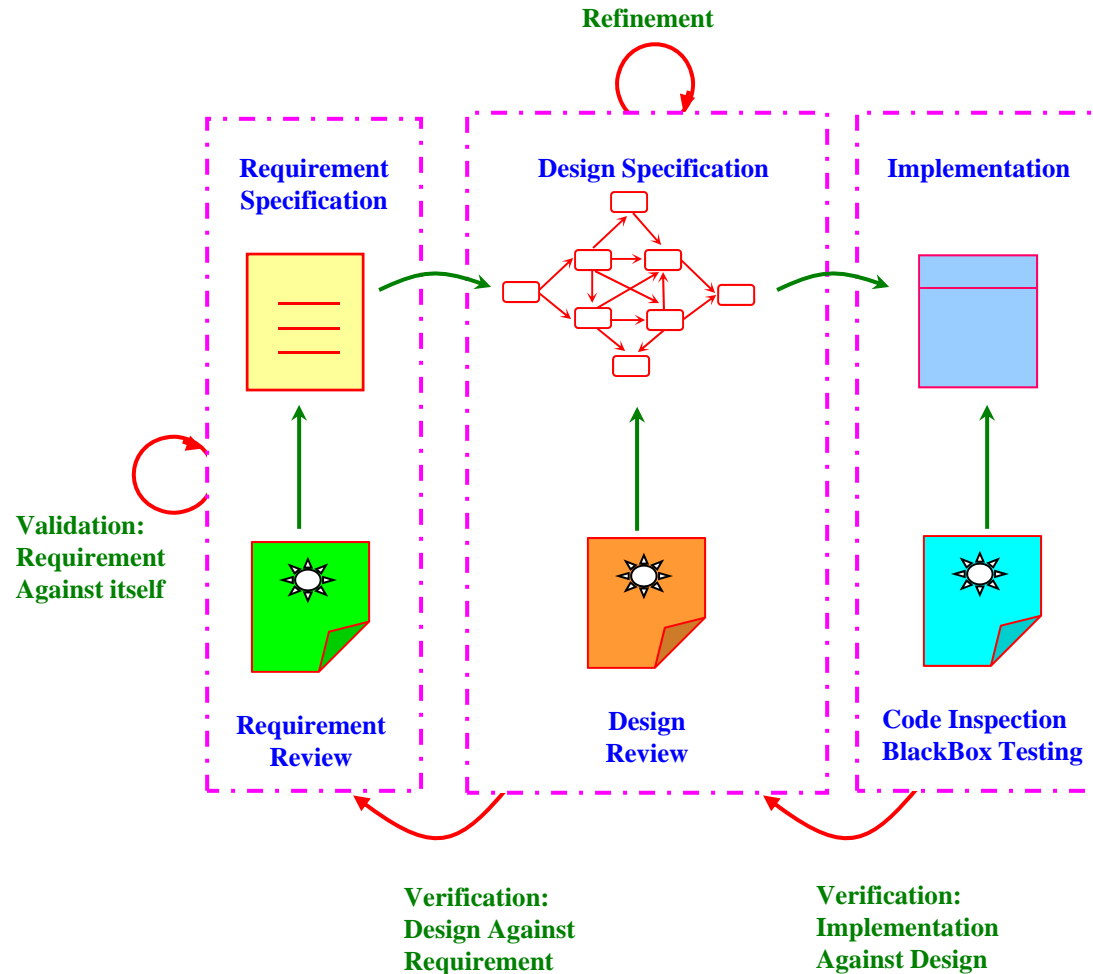 Refinement
Requirement
Specification
Design Specification
Implementation
Validation:
Requirement
Against itself
Requirement
Review
Design
Review
Code Inspection
BlackBox Testing
Verification:
Design Against
Requirement
Verification:
Implementation
Against Design